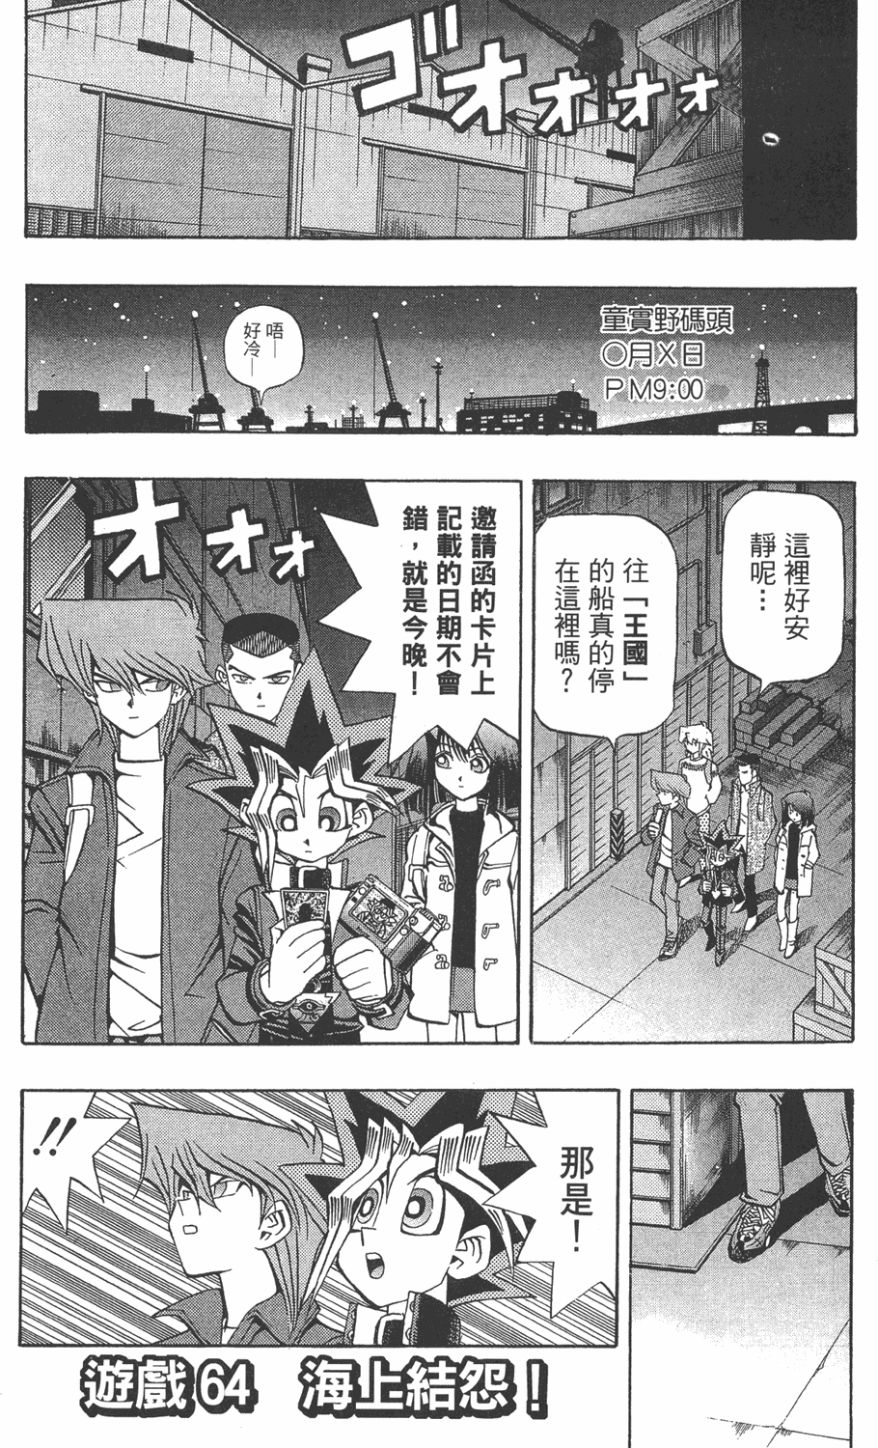 ゴオオオオ
童實野碼頭
〇月X日
PM9:00
唔—
好冷—
這裡好安
靜呢…
往「王國」
的船真的停
在這裡嗎?
邀請函的卡片上
記載的日期不會
錯，就是今晚!
オオオ
那是!
!!
遊戲64 海上結怨!